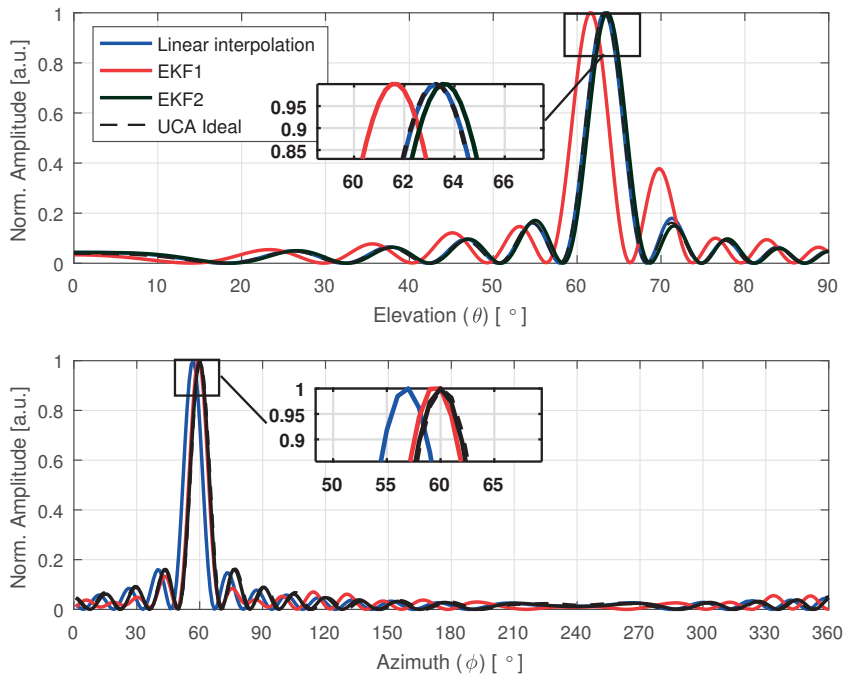 1
0.8
0.6
0.4
0.2
0
Norm. Amplitude [a.u.]
Linear interpolation
EKF1
EKF2
UCA Ideal
0.95
0.9
0.85
60 62 64 66
0 10 20 30 40 50 60 70 80 90
Elevation (θ) [ °]
1
0.8
0.6
0.4
0.2
0
Norm. Amplitude [a.u.]
1
0.95
0.9
50 55 60 65
0 30 60 90 120 150 180 210 240 270 300 330 360
Azimuth (ϕ) [ °]